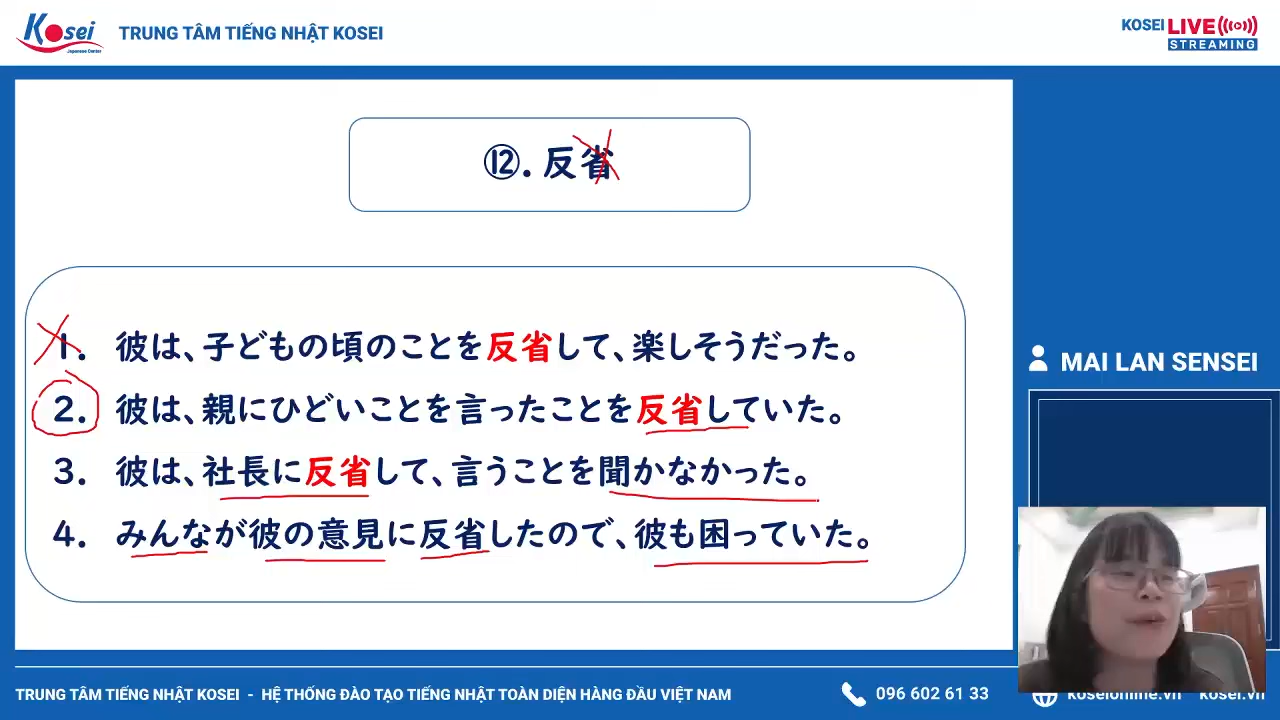 Kosei
Japanese Center
TRUNG TÂM TIẾNG NHẬT KOSEI
KOSEI LIVE
STREAMING
⑫. 反省
1. 彼は、子どもの頃のことを反省して、楽しそうだった。
2. 彼は、親にひどいことを言ったことを反省していた。
3. 彼は、社長に反省して、言うことを聞かなかった。
4. みんなが彼の意見に反省したので、彼も困っていた。
MAI LAN SENSEI
TRUNG TÂM TIẾNG NHẬT KOSEI - HỆ THỐNG ĐÀO TẠO TIẾNG NHẬT TOÀN DIỆN HÀNG ĐẦU VIỆT NAM
096 602 61 33
koseionline.vn kosei.vn